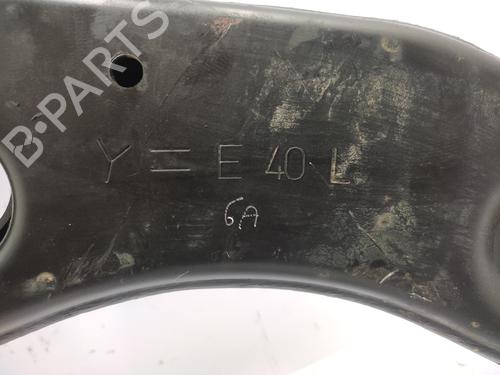 B-PARTS
Y = E 40 L
6A